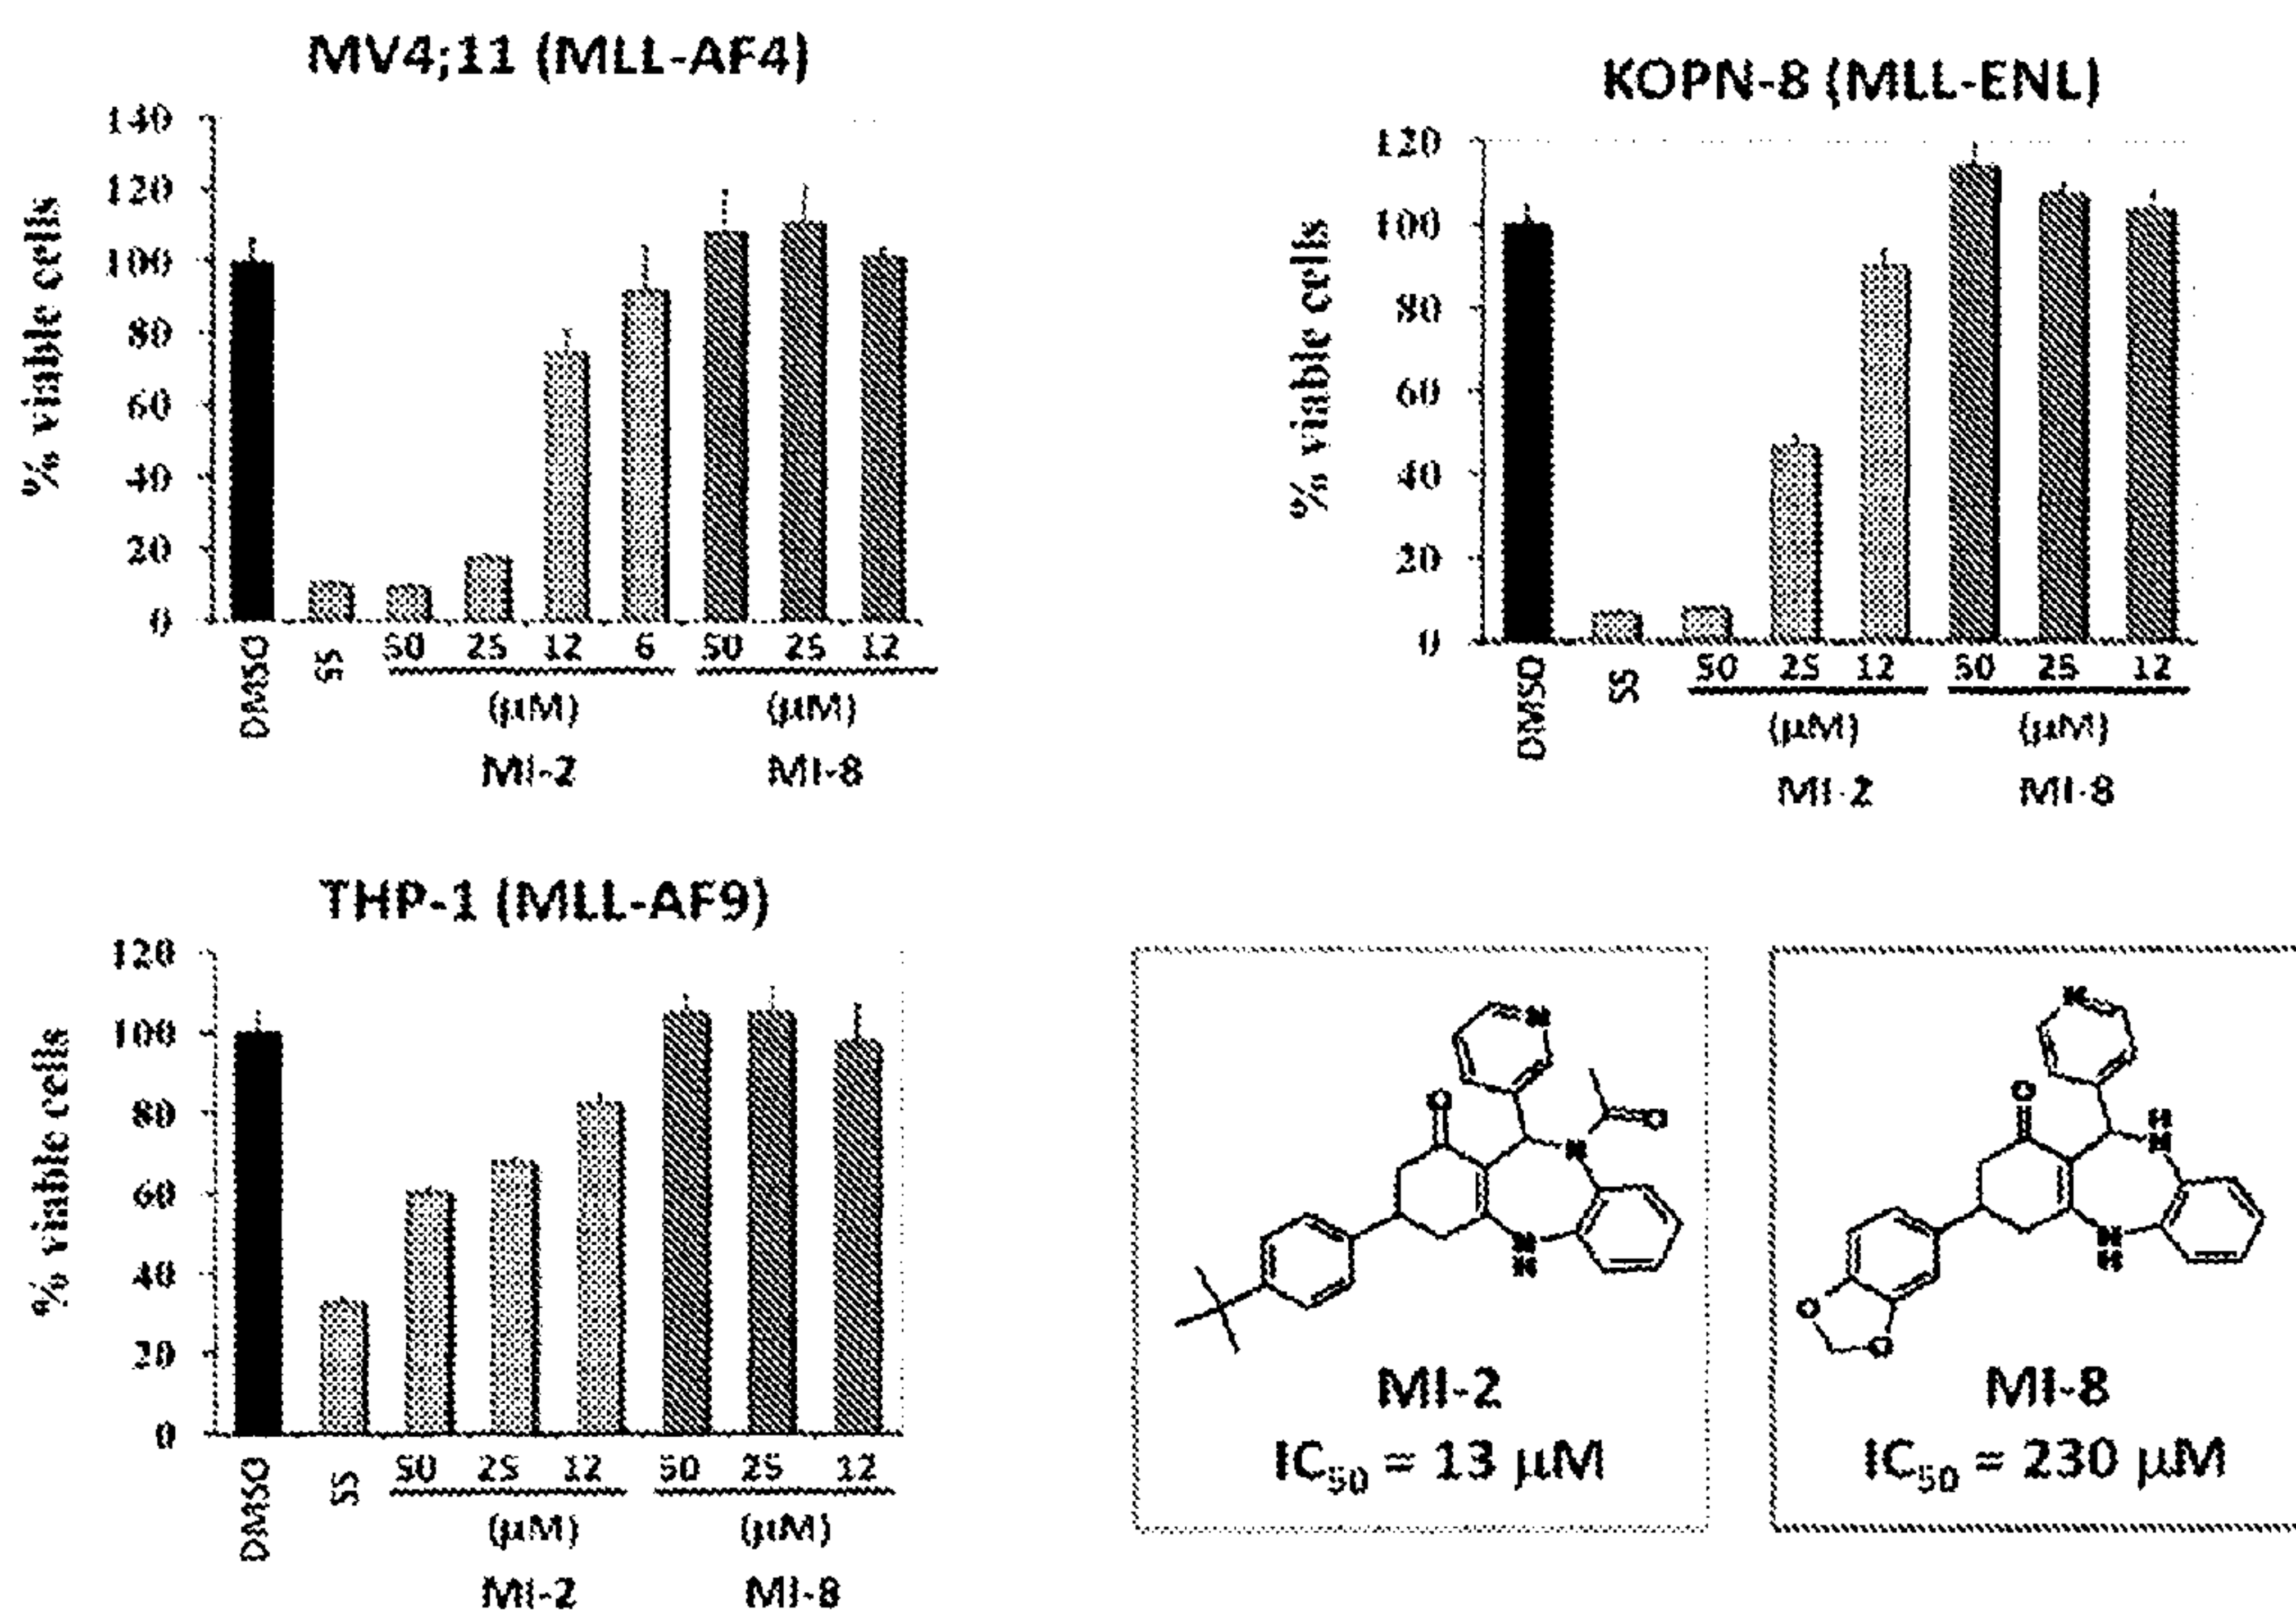 MV4;11 (MLL-AF4)
% viable cells
140
120
100
80
60
40
20
0
DMSO
SS
50 25 12 6 50 25 12
(µM) (µM)
MI-2 MI-8
KOPN-8 (MLL-ENL)
% viable cells
120
100
80
60
40
20
0
DMSO
SS
50 25 12 50 25 12
(µM) (µM)
MI-2 MI-8
THP-1 (MLL-AF9)
% viable cells
120
100
80
60
40
20
0
DMSO
SS
50 25 12 50 25 12
(µM) (µM)
MI-2 MI-8
N
O
O
N
N
H
MI-2
IC50 = 13 µM
N
O
H
N
N
H
O
O
MI-8
IC50 = 230 µM